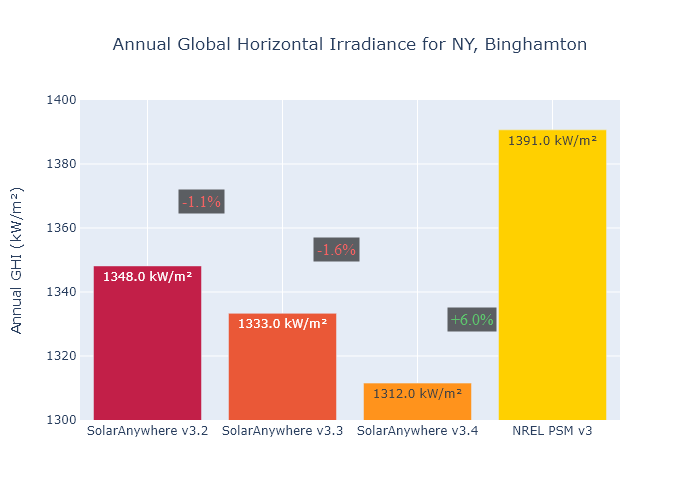 Annual Global Horizontal Irradiance for NY, Binghamton
Annual GHI (kW/m²)
1400
1380
1360
1340
1320
1300
-1.1%
-1.6%
+6.0%
1348.0 kW/m²
1333.0 kW/m²
1312.0 kW/m²
1391.0 kW/m²
SolarAnywhere v3.2
SolarAnywhere v3.3
SolarAnywhere v3.4
NREL PSM v3